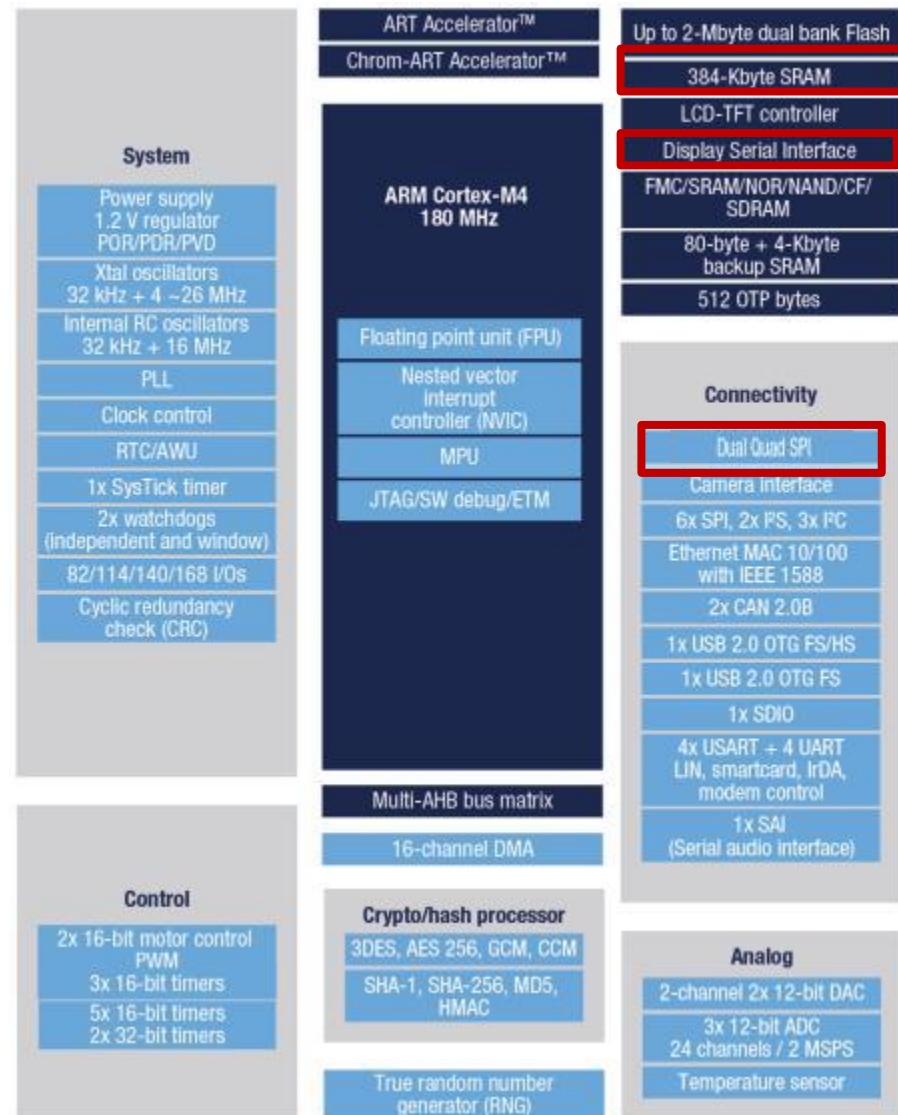 System
Power supply
1.2 V regulator
POR/PDR/PVD
Xtal oscillators
32 kHz + 4 ~26 MHz
Internal RC oscillators
32 kHz + 16 MHz
PLL
Clock control
RTC/AWU
1x SysTick timer
2x watchdogs
(independent and window)
82/114/140/168 I/Os
Cyclic redundancy
check (CRC)
Control
2x 16-bit motor control
PWM
3x 16-bit timers
5x 16-bit timers
2x 32-bit timers
ART Accelerator™
Chrom-ART Accelerator™
ARM Cortex-M4
180 MHz
Floating point unit (FPU)
Nested vector
interrupt
controller (NVIC)
MPU
JTAG/SW debug/ETM
Multi-AHB bus matrix
16-channel DMA
Crypto/hash processor
3DES, AES 256, GCM, CCM
SHA-1, SHA-256, MD5,
HMAC
True random number
generator (RNG)
Up to 2-Mbyte dual bank Flash
384-Kbyte SRAM
LCD-TFT controller
Display Serial Interface
FMC/SRAM/NOR/NAND/CF/
SDRAM
80-byte + 4-Kbyte
backup SRAM
512 OTP bytes
Connectivity
Dual Quad SPI
Camera Interface
6x SPI, 2x I²S, 3x I²C
Ethernet MAC 10/100
with IEEE 1588
2x CAN 2.0B
1x USB 2.0 OTG FS/HS
1x USB 2.0 OTG FS
1x SDIO
4x USART + 4 UART
LIN, smartcard, IrDA,
modem control
1x SAI
(Serial audio interface)
Analog
2-channel 2x 12-bit DAC
3x 12-bit ADC
24 channels / 2 MSPS
Temperature sensor